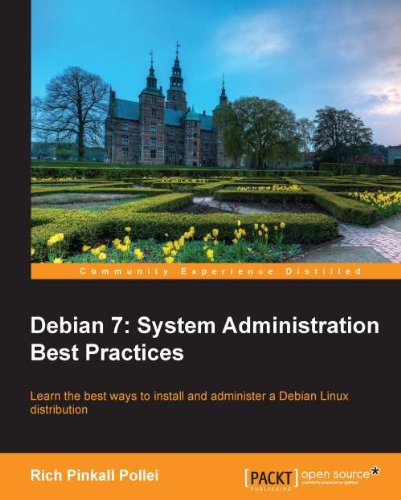 Community Experience Distilled
Debian 7: System Administration
Best Practices
Learn the best ways to install and administer a Debian Linux
distribution
Rich Pinkall Pollei
[PACKT] open source*
PUBLISHING community experience distilled